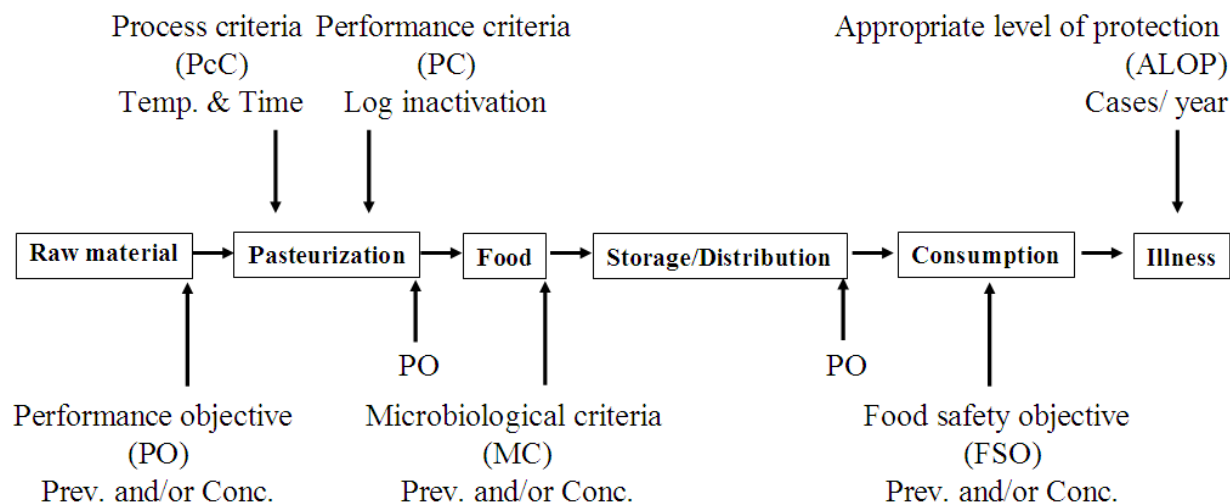 Process criteria
(PcC)
Temp. & Time
Performance criteria
(PC)
Log inactivation
Appropriate level of protection
(ALOP)
Cases/ year
Raw material
Pasteurization
Food
Storage/Distribution
Consumption
Illness
Performance objective
(PO)
Prev. and/or Conc.
PO
Microbiological criteria
(MC)
Prev. and/or Conc.
PO
Food safety objective
(FSO)
Prev. and/or Conc.